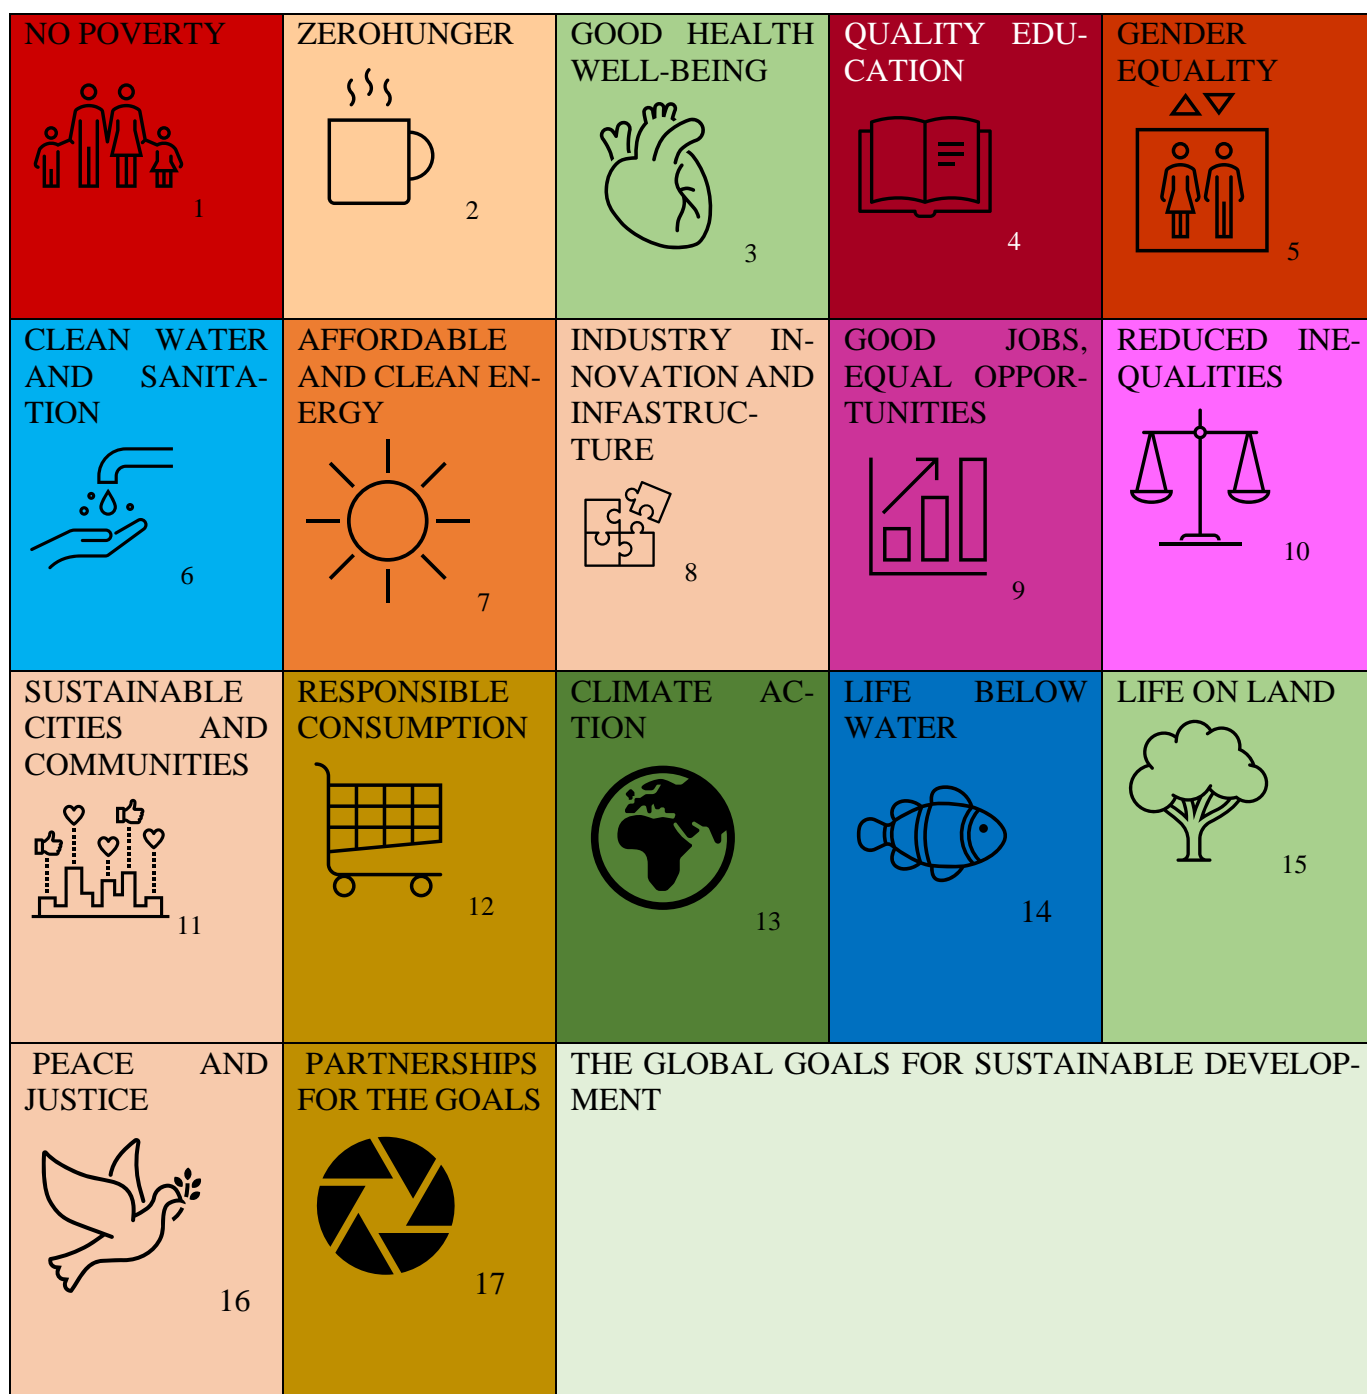 NO POVERTY
1
ZEROHUNGER
2
GOOD HEALTH
WELL-BEING
3
QUALITY EDU-
CATION
4
GENDER
EQUALITY
5
CLEAN WATER
AND SANITA-
TION
6
AFFORDABLE
AND CLEAN EN-
ERGY
7
INDUSTRY IN-
NOVATION AND
INFASTRUC-
TURE
8
GOOD JOBS,
EQUAL OPPOR-
TUNITIES
9
REDUCED INE-
QUALITIES
10
SUSTAINABLE
CITIES AND
COMMUNITIES
11
RESPONSIBLE
CONSUMPTION
12
CLIMATE AC-
TION
13
LIFE BELOW
WATER
14
LIFE ON LAND
15
PEACE AND
JUSTICE
16
PARTNERSHIPS
FOR THE GOALS
17
THE GLOBAL GOALS FOR SUSTAINABLE DEVELOP-
MENT